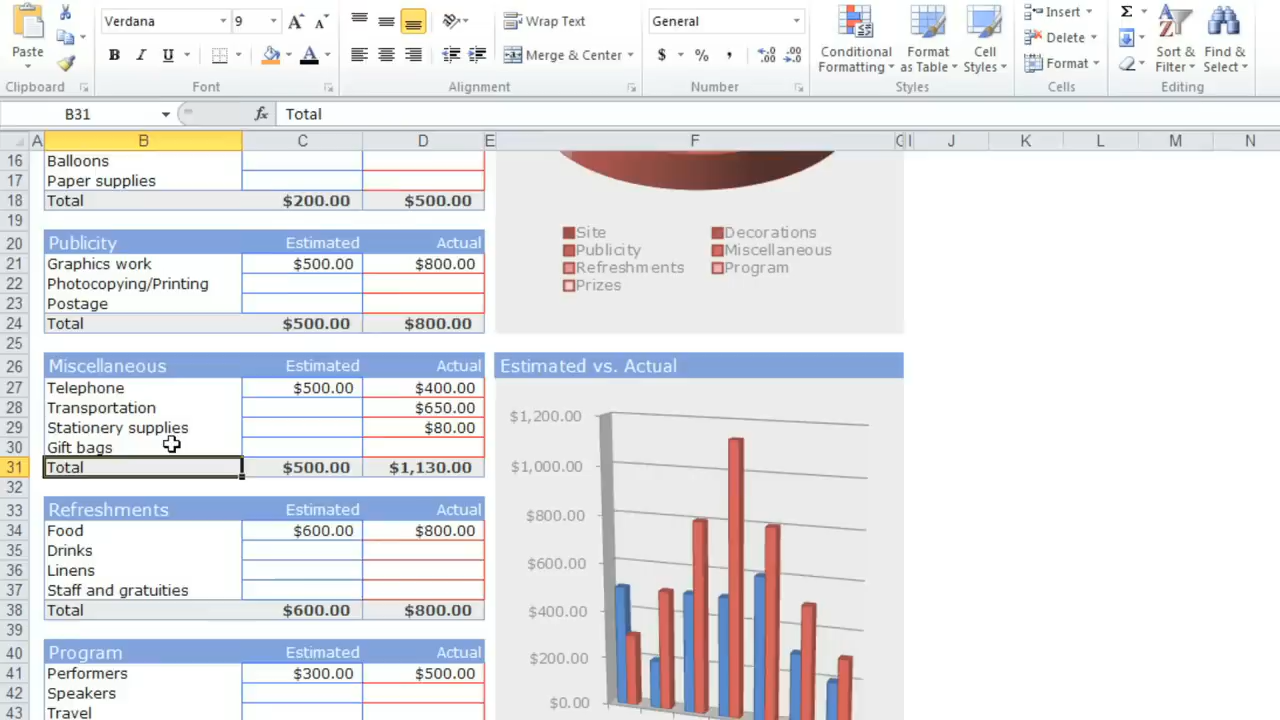 Verdana 9 Wrap Text General
Paste B I U Merge & Center $ % , Conditional Formatting Format as Table Cell Styles Insert Delete Format Σ Sort & Filter Find & Select
Clipboard Font Alignment Number Styles Cells Editing
B31 fx Total
A B C D E F G I J K L M N
16 Balloons
17 Paper supplies
18 Total $200.00 $500.00
19
20 Publicity Estimated Actual
21 Graphics work $500.00 $800.00
22 Photocopying/Printing
23 Postage
24 Total $500.00 $800.00
25
26 Miscellaneous Estimated Actual
27 Telephone $500.00 $400.00
28 Transportation $650.00
29 Stationery supplies $80.00
30 Gift bags
31 Total $500.00 $1,130.00
32
33 Refreshments Estimated Actual
34 Food $600.00 $800.00
35 Drinks
36 Linens
37 Staff and gratuities
38 Total $600.00 $800.00
39
40 Program Estimated Actual
41 Performers $300.00 $500.00
42 Speakers
43 Travel
Site Decorations
Publicity Miscellaneous
Refreshments Program
Prizes
Estimated vs. Actual
$1,200.00
$1,000.00
$800.00
$600.00
$400.00
$200.00
$0.00